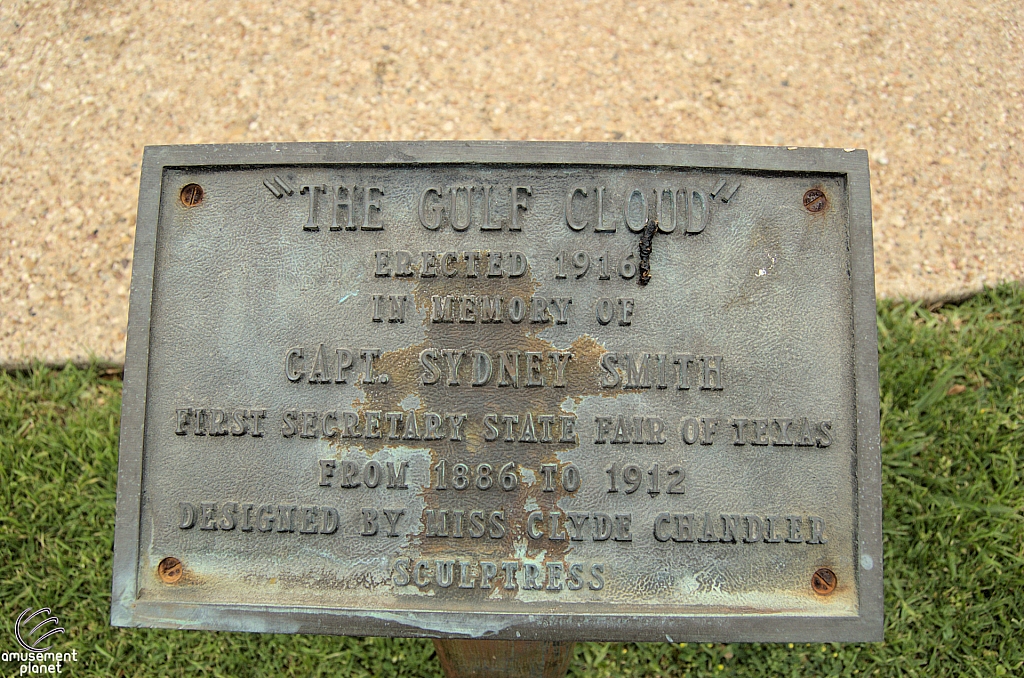 "THE GULF CLOUD"
ERECTED 1916
IN MEMORY OF
CAPT. SYDNEY SMITH
FIRST SECRETARY STATE FAIR OF TEXAS
FROM 1886 TO 1912
DESIGNED BY MISS CLYDE CHANDLER
SCULPTRESS
amusement
planet